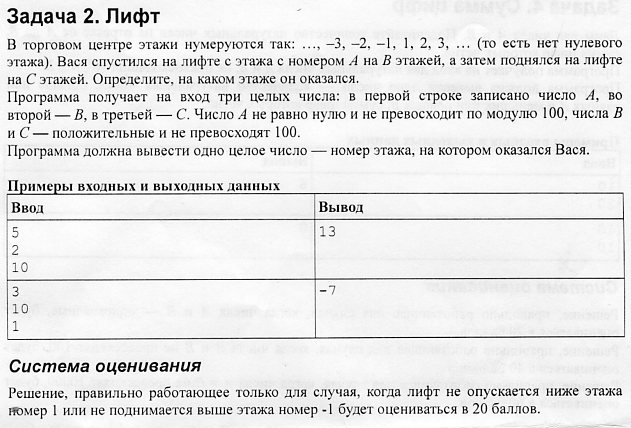 Задача 2. Лифт
В торговом центре этажи нумеруются так: …, –3, –2, –1, 1, 2, 3, … (то есть нет нулевого
этажа). Вася спустился на лифте с этажа с номером A на B этажей, а затем поднялся на лифте
на C этажей. Определите, на каком этаже он оказался.
Программа получает на вход три целых числа: в первой строке записано число A, во
второй — B, в третьей — C. Число A не равно нулю и не превосходит по модулю 100, числа B
и C — положительные и не превосходят 100.
Программа должна вывести одно целое число — номер этажа, на котором оказался Вася.
Примеры входных и выходных данных
Ввод Вывод
5 13
2
10
3 -7
10
1
Система оценивания
Решение, правильно работающее только для случая, когда лифт не опускается ниже этажа
номер 1 или не поднимается выше этажа номер -1 будет оцениваться в 20 баллов.